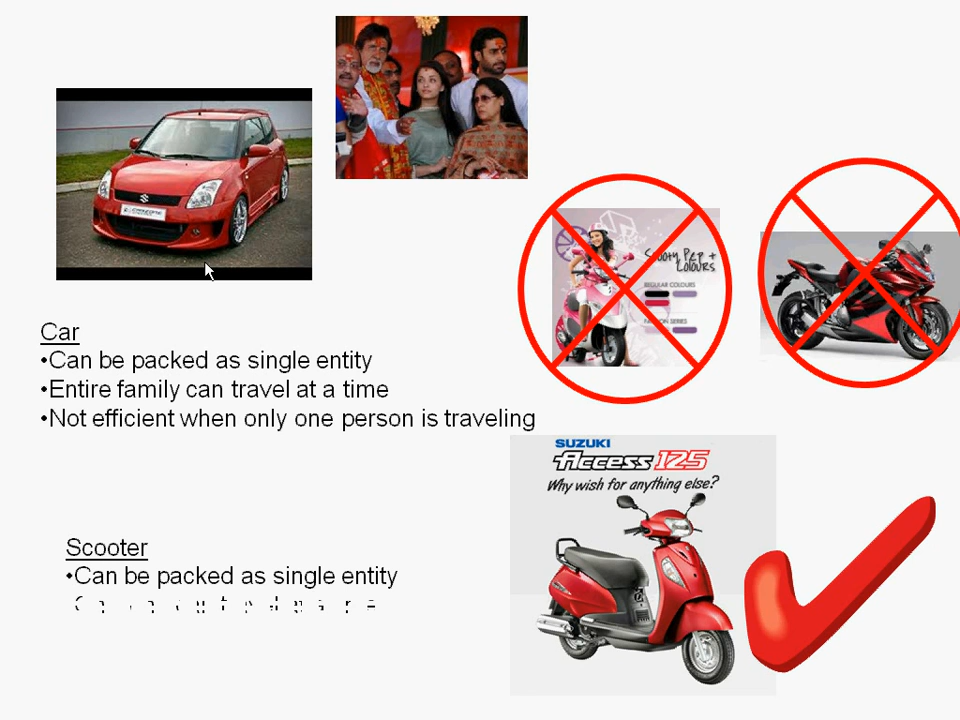 Scooty Pep +
Colours
REGULAR COLOURS
Car
•Can be packed as single entity
•Entire family can travel at a time
•Not efficient when only one person is traveling
SUZUKI
Access 125
Why wish for anything else?
Scooter
•Can be packed as single entity